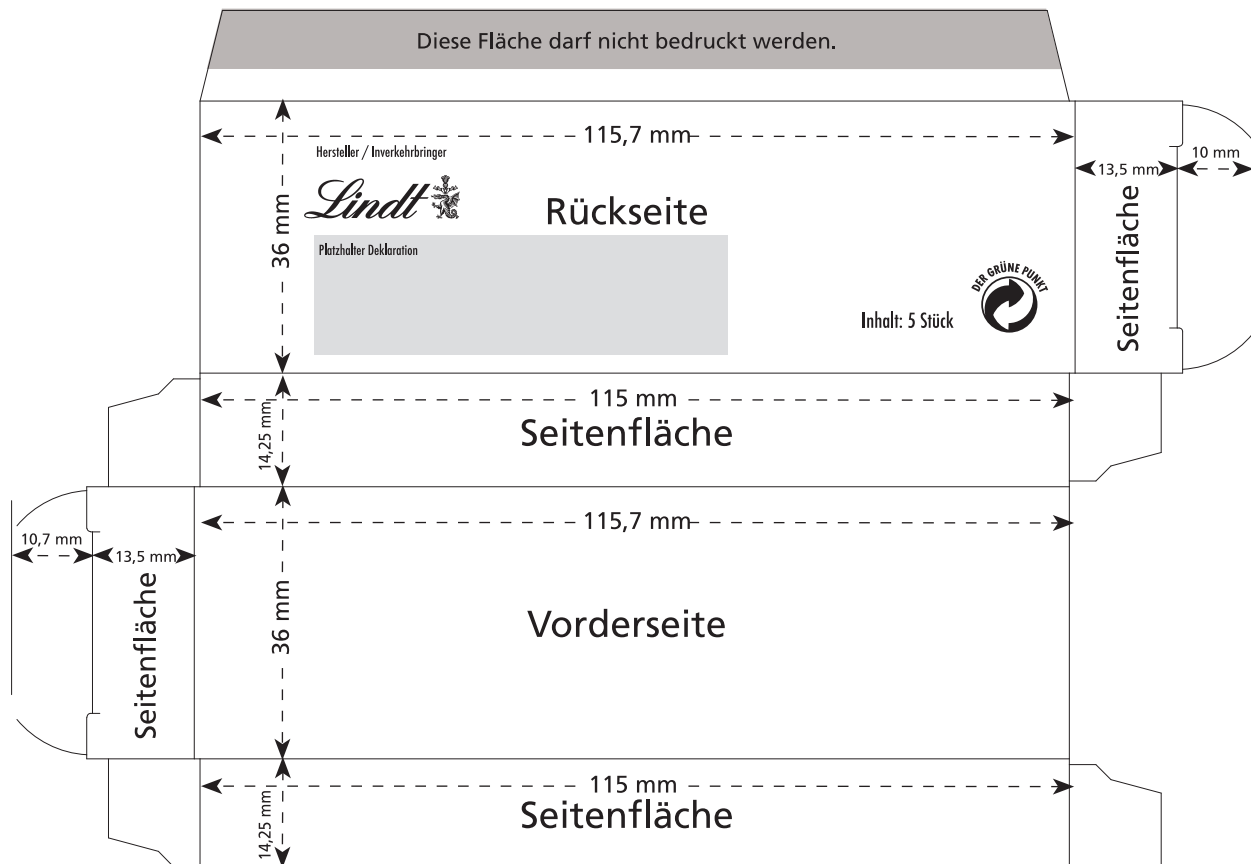 Diese Fläche darf nicht bedruckt werden.
115,7 mm
Hersteller / Inverkehrbringer
Lindt
Rückseite
36 mm
Platzhalter Deklaration
Inhalt: 5 Stück
DER GRÜNE PUNKT
13,5 mm
10 mm
Seitenfläche
115 mm
14,25 mm
Seitenfläche
115,7 mm
10,7 mm
13,5 mm
Seitenfläche
36 mm
Vorderseite
115 mm
14,25 mm
Seitenfläche